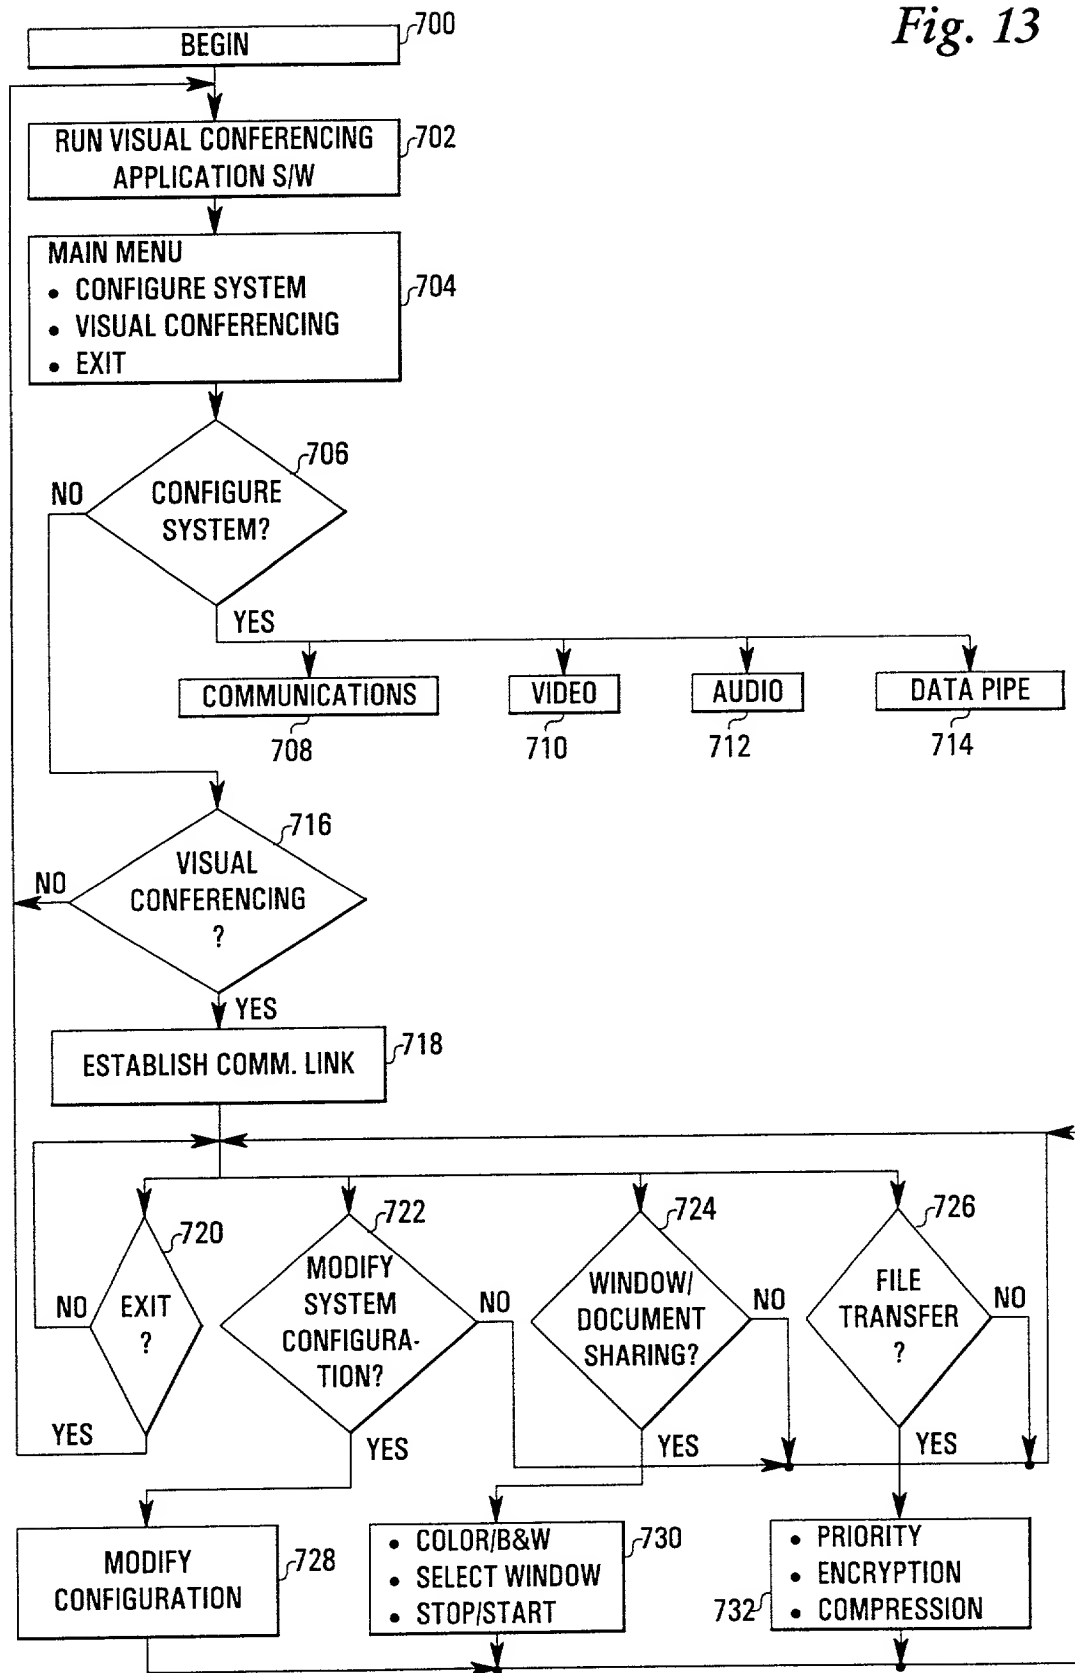 Fig. 13
BEGIN
700
RUN VISUAL CONFERENCING
APPLICATION S/W
702
MAIN MENU
• CONFIGURE SYSTEM
• VISUAL CONFERENCING
• EXIT
704
706
NO
CONFIGURE
SYSTEM?
YES
COMMUNICATIONS
VIDEO
AUDIO
DATA PIPE
708
710
712
714
716
NO
VISUAL
CONFERENCING
?
YES
ESTABLISH COMM. LINK
718
720
NO
EXIT
?
YES
722
MODIFY
SYSTEM
CONFIGURA-
TION?
NO
YES
724
WINDOW/
DOCUMENT
SHARING?
NO
YES
726
FILE
TRANSFER
?
NO
YES
MODIFY
CONFIGURATION
728
• COLOR/B&W
• SELECT WINDOW
• STOP/START
730
• PRIORITY
• ENCRYPTION
• COMPRESSION
732